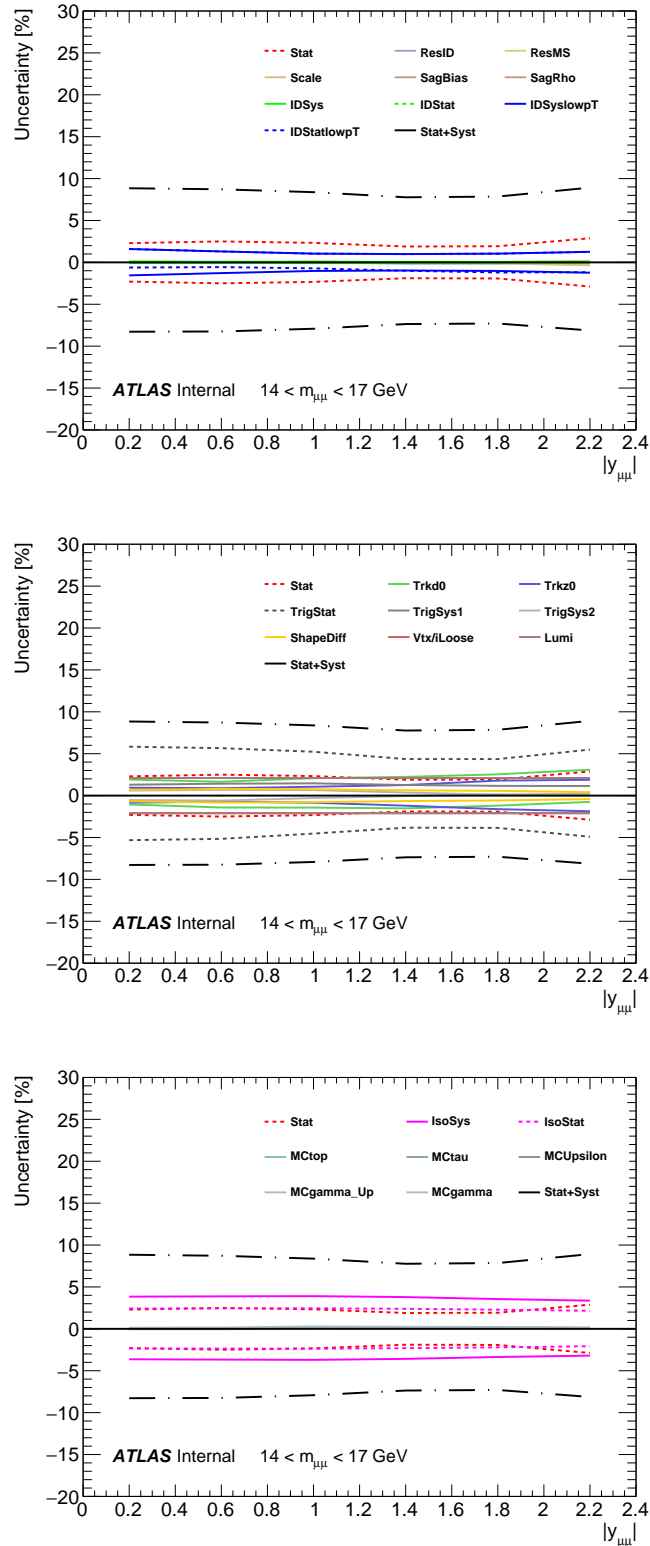 30
25
20
15
10
5
0
−5
−10
−15
−20
Uncertainty [%]
Stat ResID ResMS
Scale SagBias SagRho
IDSys IDStat IDSyslowpT
IDStatlowpT Stat+Syst
ATLAS Internal 14 < mμμ < 17 GeV
0 0.2 0.4 0.6 0.8 1 1.2 1.4 1.6 1.8 2 2.2 2.4
|yμμ|
30
25
20
15
10
5
0
−5
−10
−15
−20
Uncertainty [%]
Stat Trkd0 Trkz0
TrigStat TrigSys1 TrigSys2
ShapeDiff Vtx/iLoose Lumi
Stat+Syst
ATLAS Internal 14 < mμμ < 17 GeV
0 0.2 0.4 0.6 0.8 1 1.2 1.4 1.6 1.8 2 2.2 2.4
|yμμ|
30
25
20
15
10
5
0
−5
−10
−15
−20
Uncertainty [%]
Stat IsoSys IsoStat
MCtop MCtau MCUpsilon
MCgamma_Up MCgamma Stat+Syst
ATLAS Internal 14 < mμμ < 17 GeV
0 0.2 0.4 0.6 0.8 1 1.2 1.4 1.6 1.8 2 2.2 2.4
|yμμ|